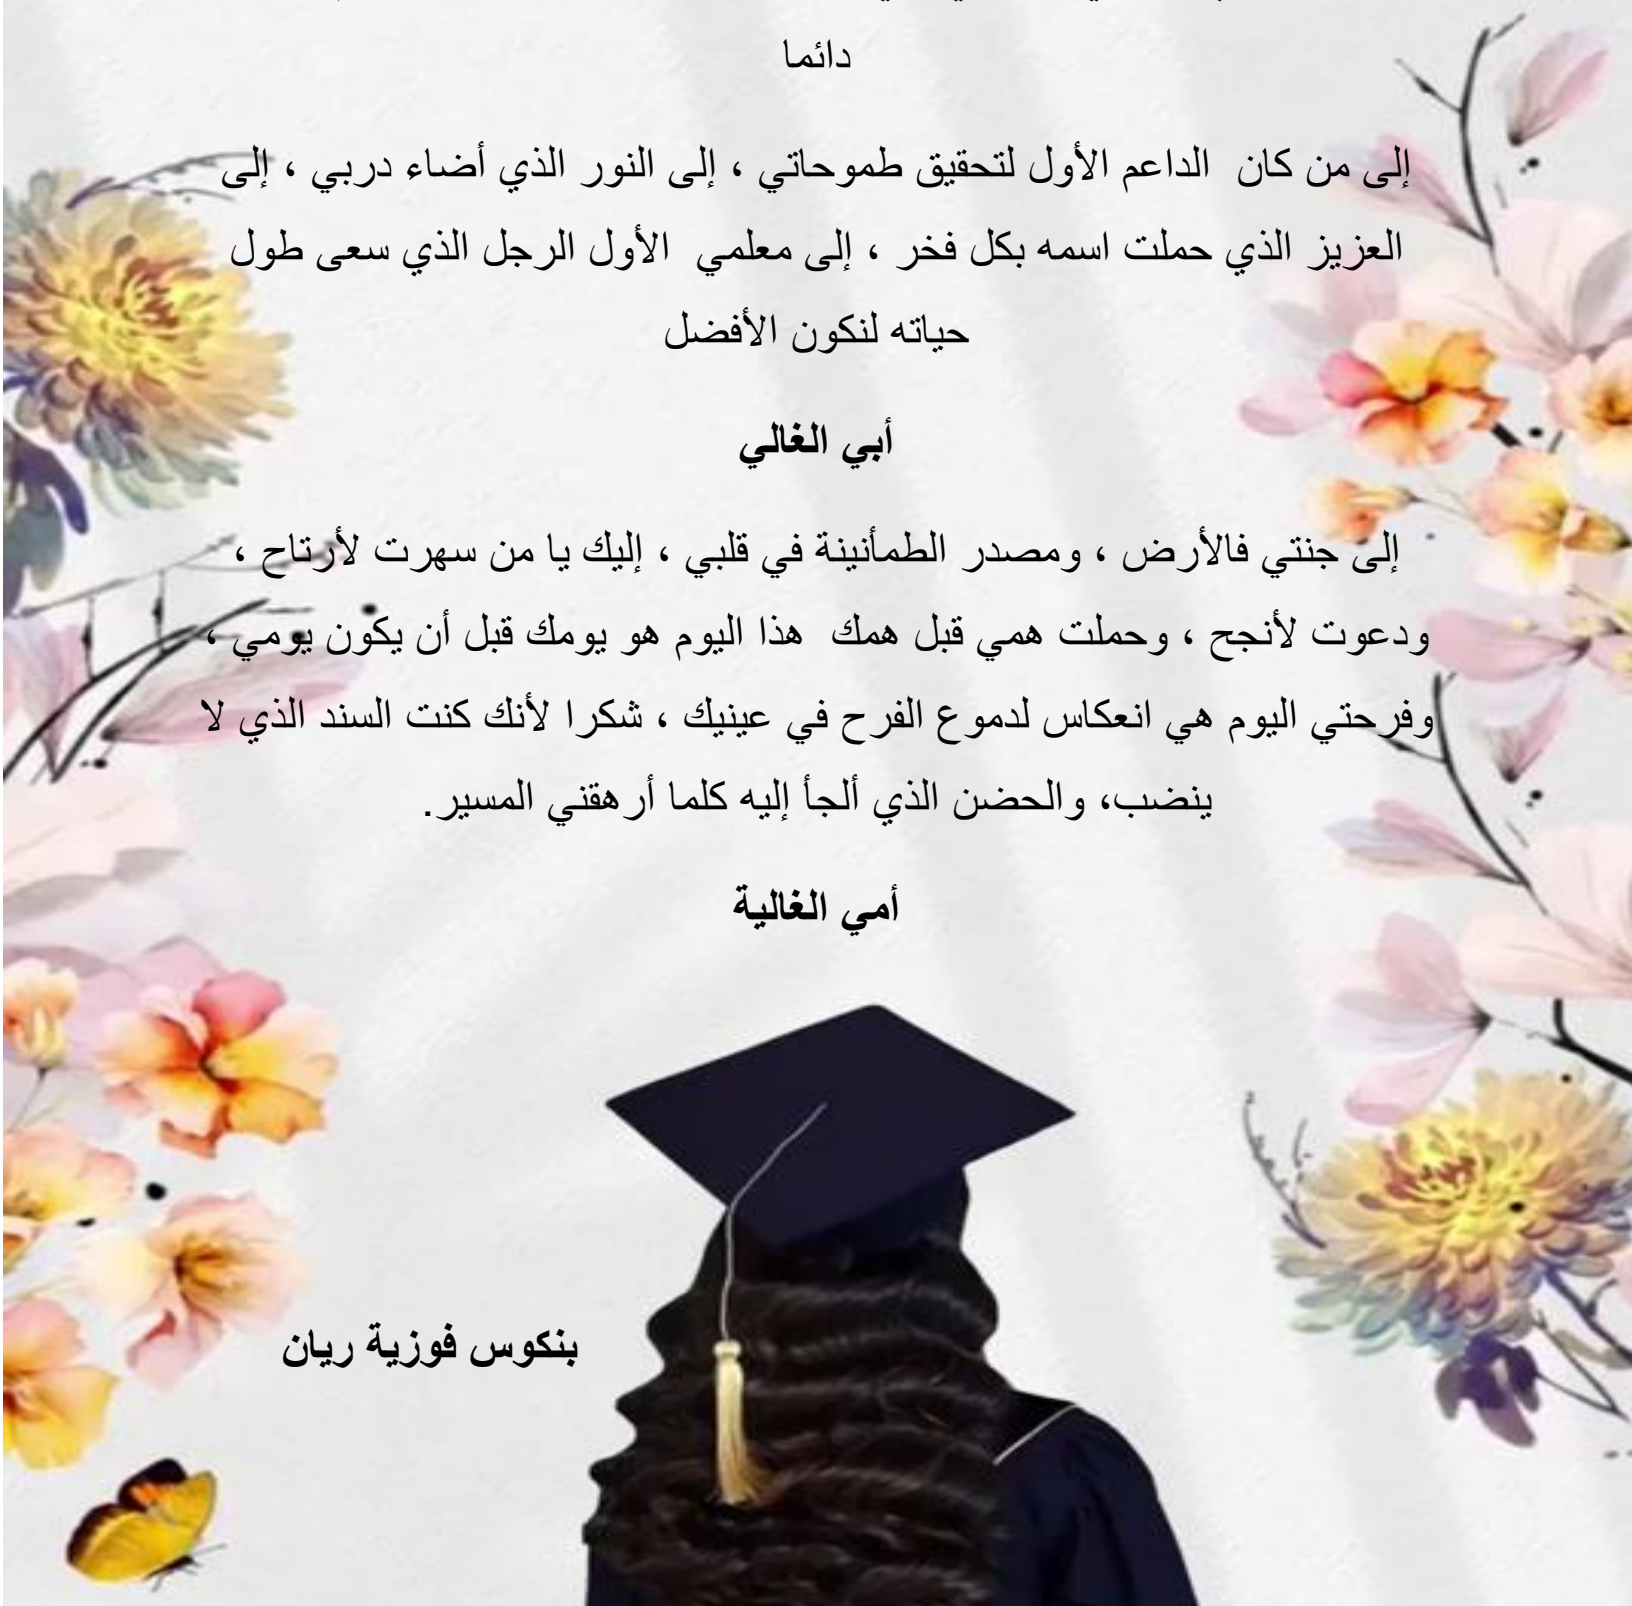 دائما
إلى من كان الداعم الأول لتحقيق طموحاتي ، إلى النور الذي أضاء دربي ، إلى
العزيز الذي حملت اسمه بكل فخر ، إلى معلمي الأول الرجل الذي سعى طول
حياته لنكون الأفضل
أبي الغالي
إلى جنتي فالأرض ، ومصدر الطمأنينة في قلبي ، إليك يا من سهرت لأرتاح ،
ودعوت لأنجح ، وحملت همي قبل همك هذا اليوم هو يومك قبل أن يكون يومي ،
وفرحتي اليوم هي انعكاس لدموع الفرح في عينيك ، شكرا لأنك كنت السند الذي لا
ينضب، والحضن الذي ألجأ إليه كلما أرهقني المسير.
أمي الغالية
بنكوس فوزية ريان